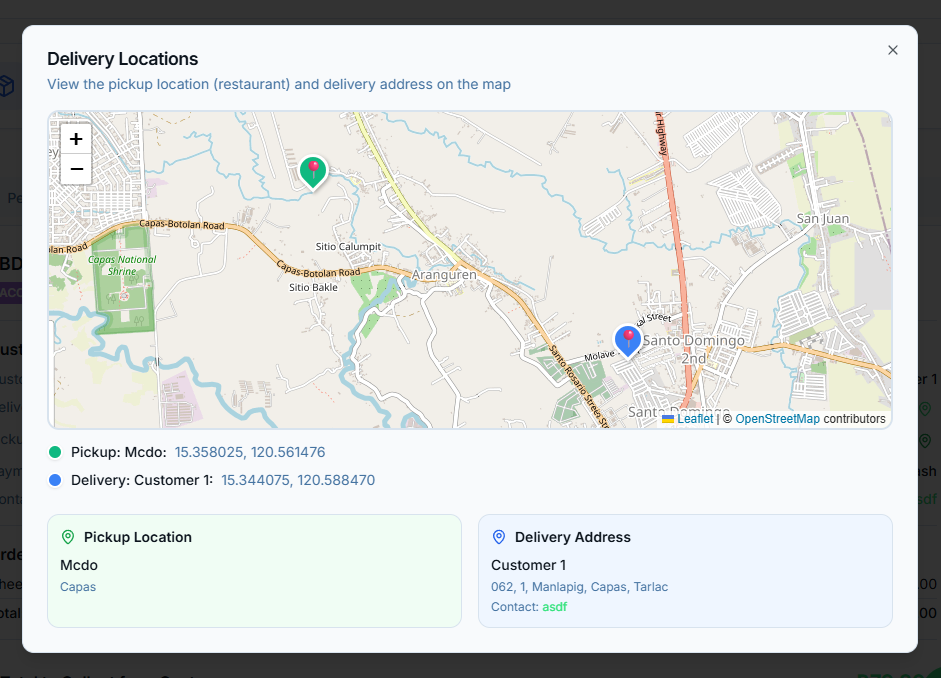 Delivery Locations
View the pickup location (restaurant) and delivery address on the map
+
−
r Highway
San Juan
Capas-Botolan Road
olan Road
Capas National
Shrine
Sitio Calumpit
Capas-Botolan Road
Aranguren
Sitio Bakle
al Street
Santo Domingo
2nd
Molave
Santo Rosario Street
Santo Domingo
Leaflet | © OpenStreetMap contributors
Pickup: Mcdo: 15.358025, 120.561476
Delivery: Customer 1: 15.344075, 120.588470
Pickup Location
Mcdo
Capas
Delivery Address
Customer 1
062, 1, Manlapig, Capas, Tarlac
Contact: asdf